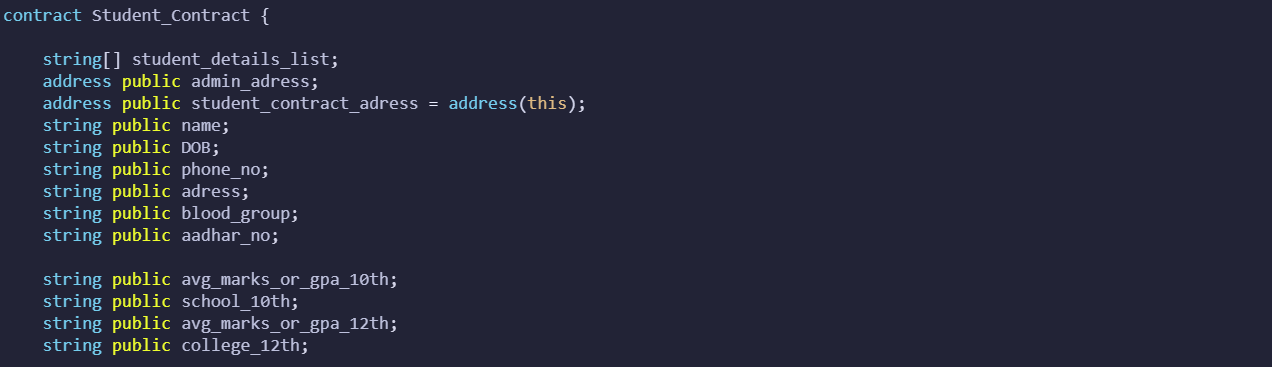 contract Student_Contract {
string[] student_details_list;
address public admin_adress;
address public student_contract_adress = address(this);
string public name;
string public DOB;
string public phone_no;
string public adress;
string public blood_group;
string public aadhar_no;
string public avg_marks_or_gpa_10th;
string public school_10th;
string public avg_marks_or_gpa_12th;
string public college_12th;